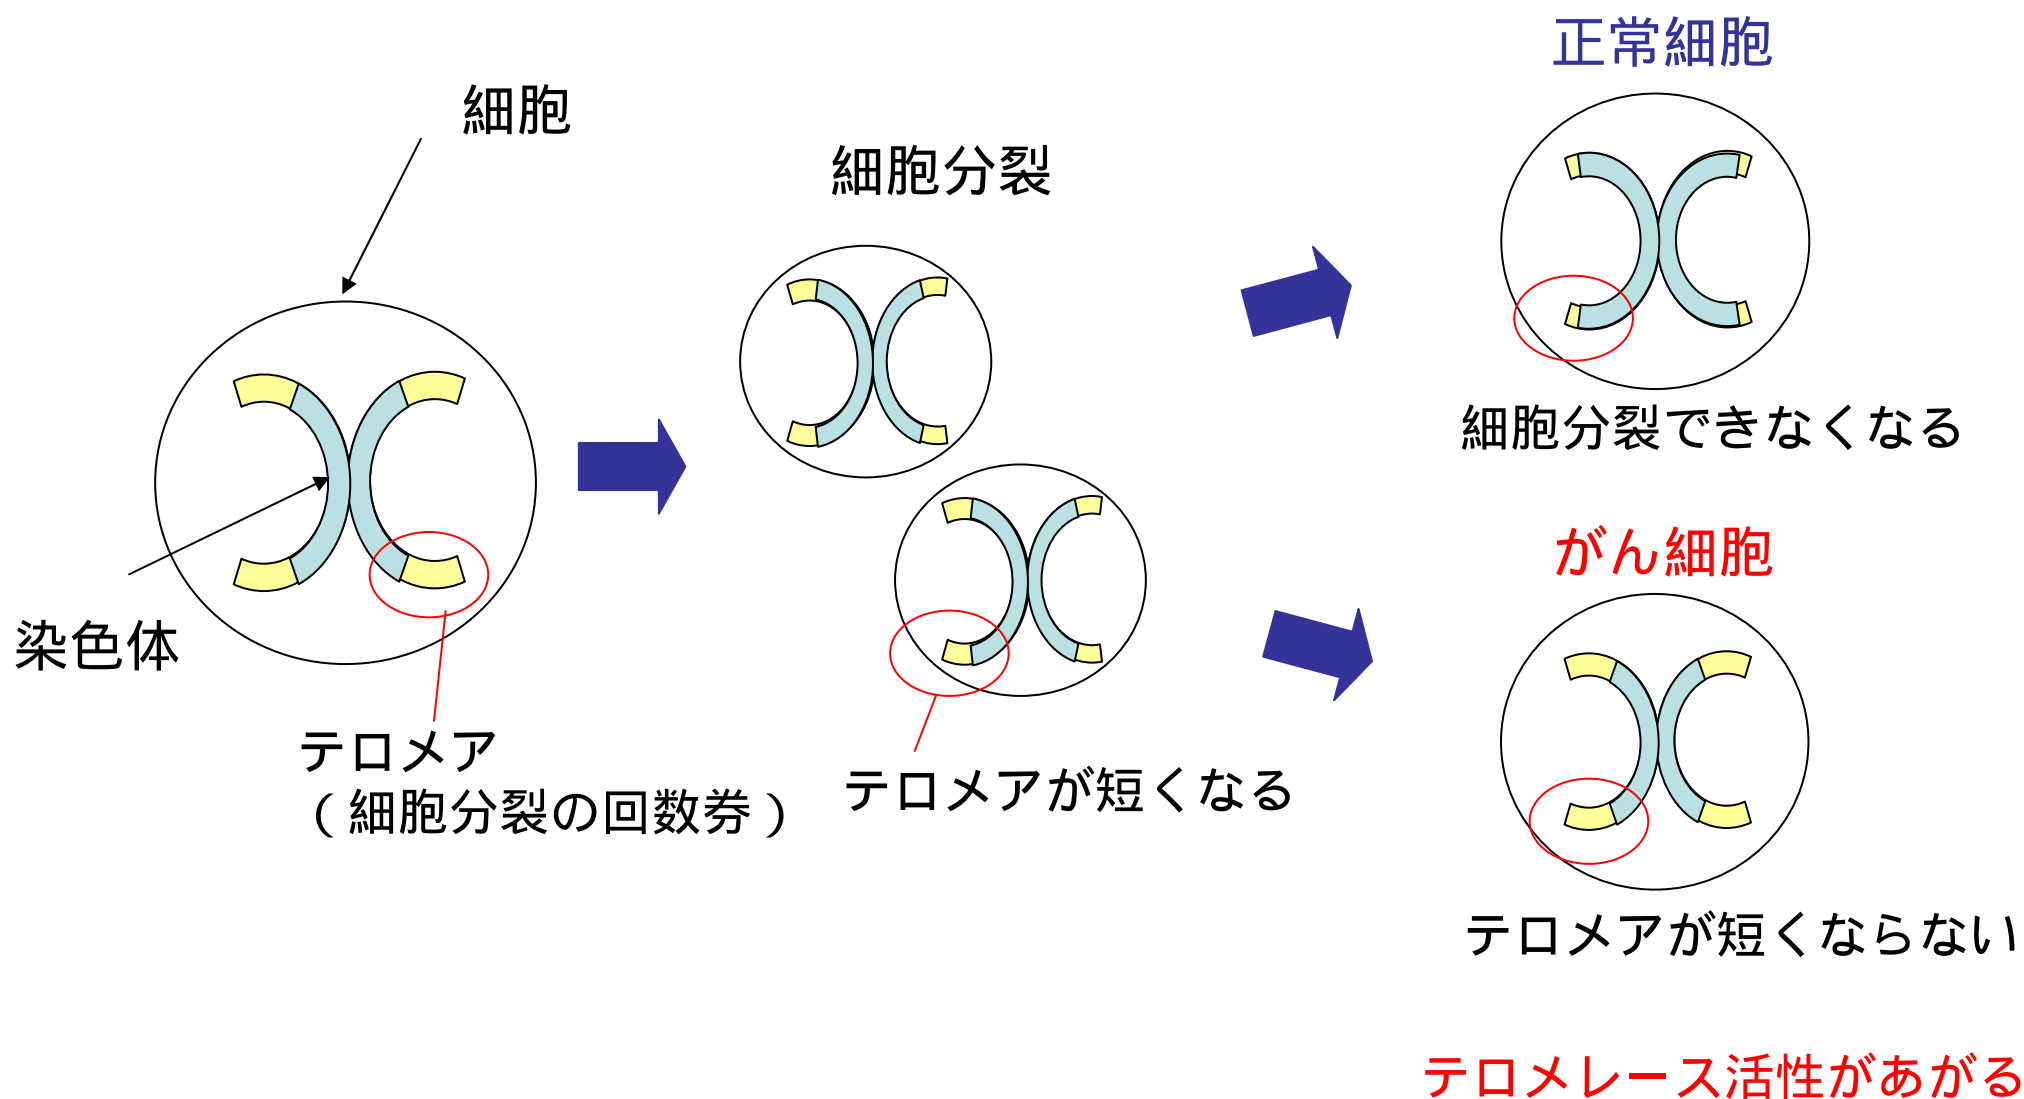 細胞
染色体
テロメア
（細胞分裂の回数券）
細胞分裂
テロメアが短くなる
正常細胞
細胞分裂できなくなる
がん細胞
テロメアが短くならない
テロメレース活性があがる